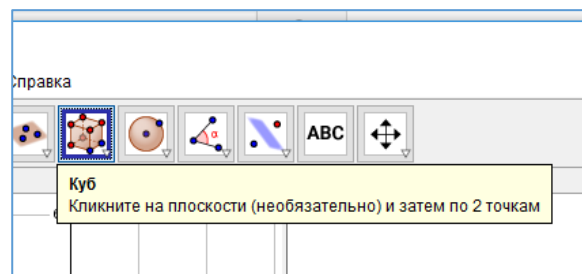 Справка
α
ABC
Куб
Кликните на плоскости (необязательно) и затем по 2 точкам